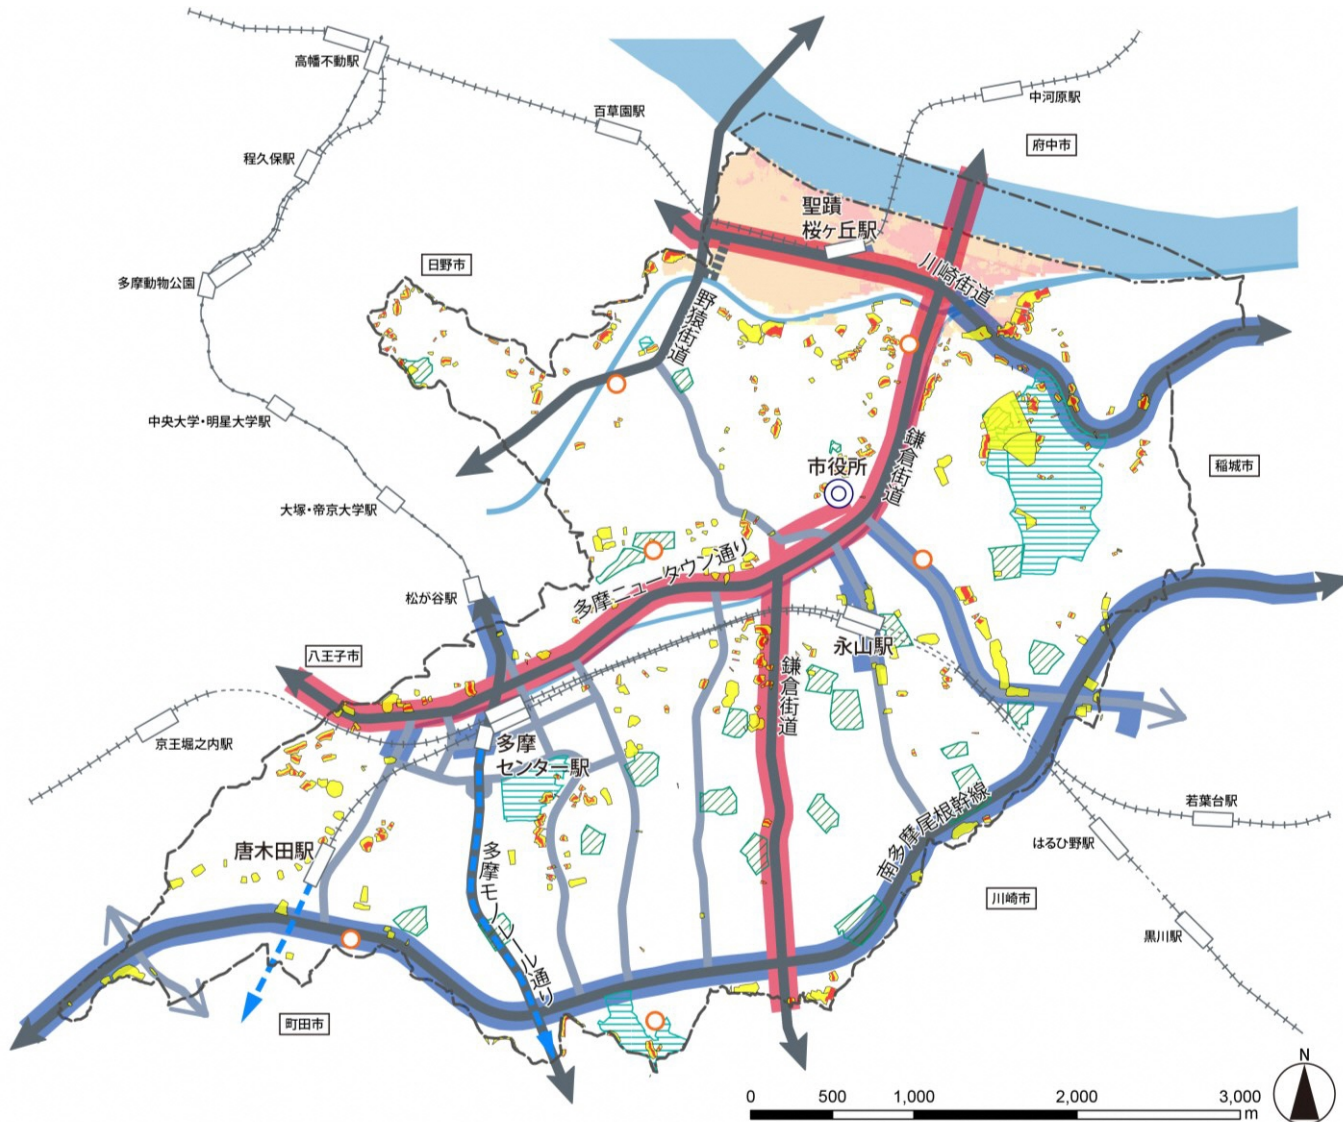 高幡不動駅
百草園駅
中河原駅
府中市
程久保駅
聖蹟
桜ヶ丘駅
川崎街道
日野市
多摩動物公園
野猿街道
中央大学・明星大学駅
鎌倉街道
市役所
稲城市
大塚・帝京大学駅
多摩ニュータウン通り
松が谷駅
永山駅
八王子市
鎌倉街道
京王堀之内駅
多摩
センター駅
若葉台駅
南多摩尾根幹線
はるひ野駅
唐木田駅
多摩モノレール通り
川崎市
黒川駅
町田市
N
0 500 1,000 2,000 3,000
m